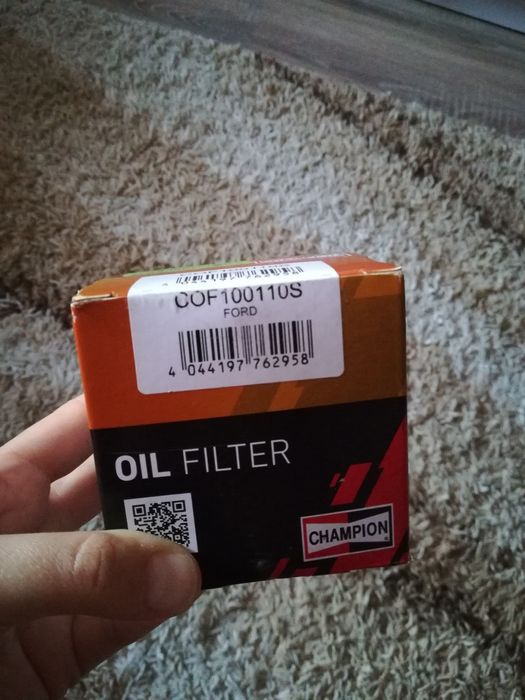 COF100110S
FORD
4 044197 762958
OIL FILTER
CHAMPION